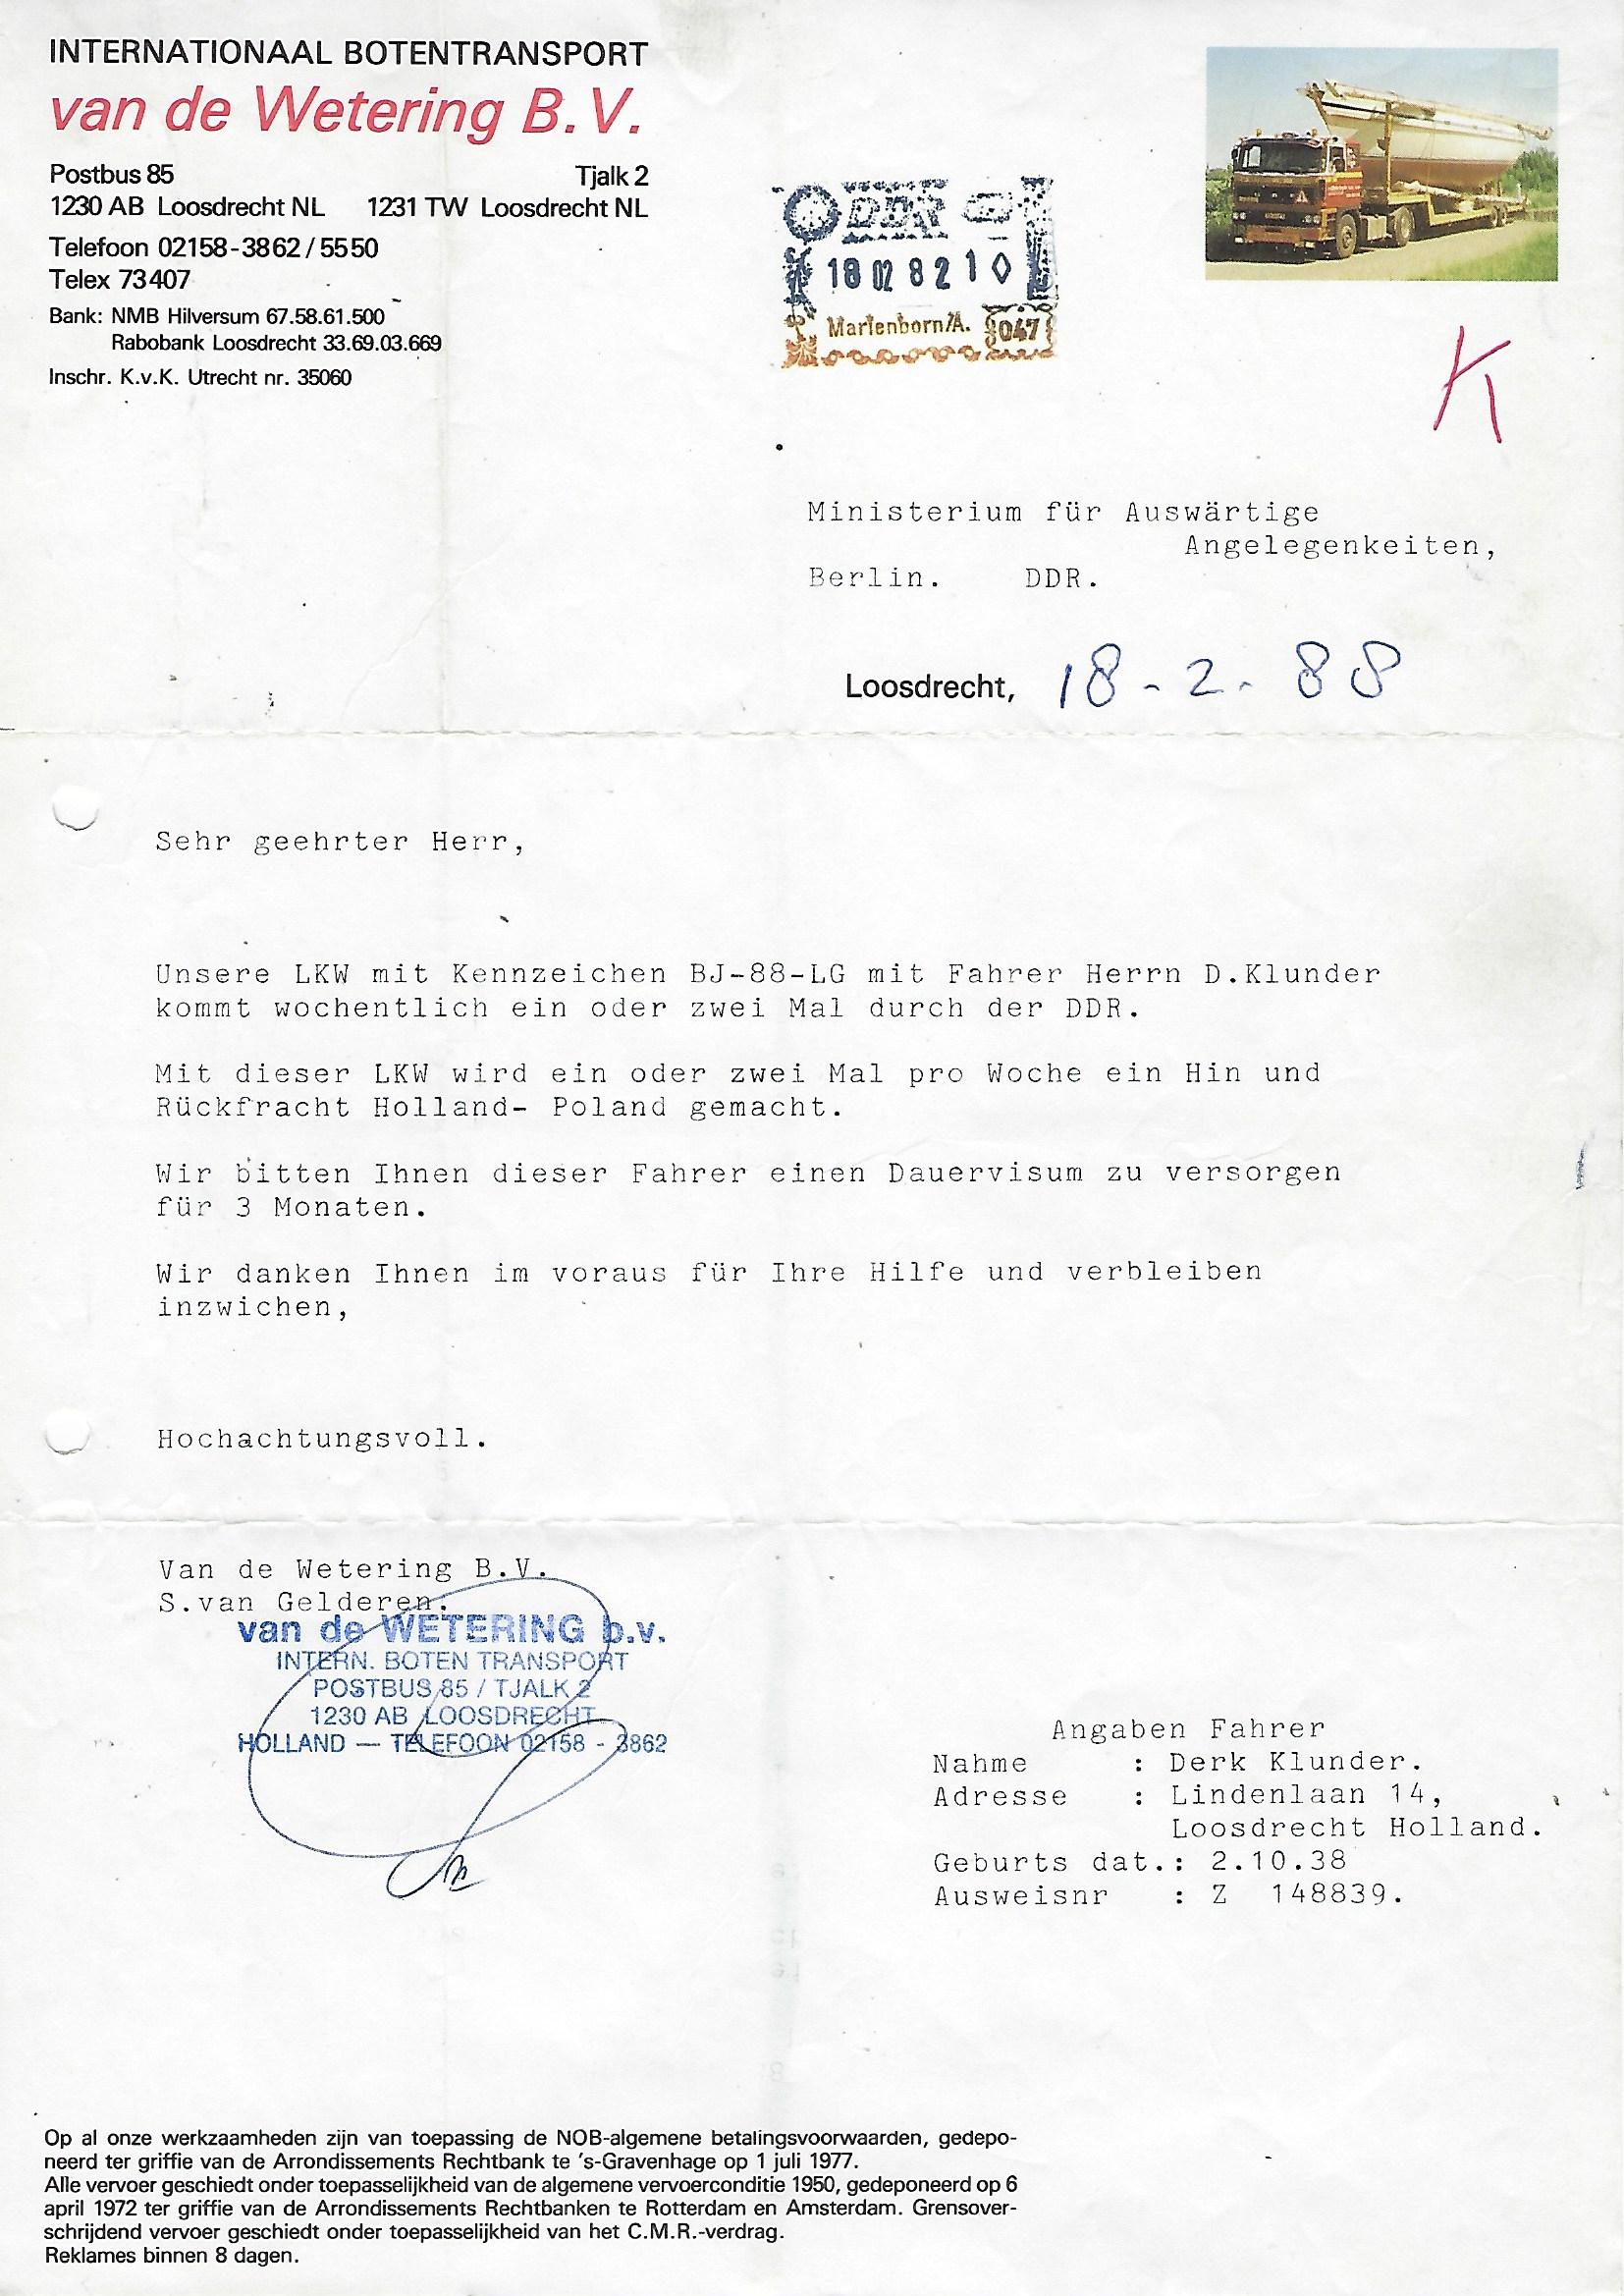 INTERNATIONAAL BOTENTRANSPORT
van de Wetering B.V.
Postbus 85 Tjalk 2
1230 AB Loosdrecht NL 1231 TW Loosdrecht NL
Telefoon 02158-3862/5550
Telex 73407
Bank: NMB Hilversum 67.58.61.500
Rabobank Loosdrecht 33.69.03.669
Inschr. K.v.K. Utrecht nr. 35060
DDR
18 02 8 2 1 0
Marienborn/A. 047
K
Ministerium für Auswärtige
Angelegenkeiten,
Berlin. DDR.
Loosdrecht, 18-2-88
Sehr geehrter Herr,
Unsere LKW mit Kennzeichen BJ-88-LG mit Fahrer Herrn D.Klunder
kommt wochentlich ein oder zwei Mal durch der DDR.
Mit dieser LKW wird ein oder zwei Mal pro Woche ein Hin und
Rückfracht Holland- Poland gemacht.
Wir bitten Ihnen dieser Fahrer einen Dauervisum zu versorgen
für 3 Monaten.
Wir danken Ihnen im voraus für Ihre Hilfe und verbleiben
inzwichen,
Hochachtungsvoll.
Van de Wetering B.V.
S.van Gelderen.
van de WETERING b.v.
INTERN. BOTEN TRANSPORT
POSTBUS 85 / TJALK 2
1230 AB LOOSDRECHT
HOLLAND — TELEFOON 02158 - 3862
Angaben Fahrer
Nahme : Derk Klunder.
Adresse : Lindenlaan 14,
Loosdrecht Holland.
Geburts dat.: 2.10.38
Ausweisnr : Z 148839.
Op al onze werkzaamheden zijn van toepassing de NOB-algemene betalingsvoorwaarden, gedepo-
neerd ter griffie van de Arrondissements Rechtbank te 's-Gravenhage op 1 juli 1977.
Alle vervoer geschiedt onder toepasselijkheid van de algemene vervoerconditie 1950, gedeponeerd op 6
april 1972 ter griffie van de Arrondissements Rechtbanken te Rotterdam en Amsterdam. Grensover-
schrijdend vervoer geschiedt onder toepasselijkheid van het C.M.R.-verdrag.
Reklames binnen 8 dagen.